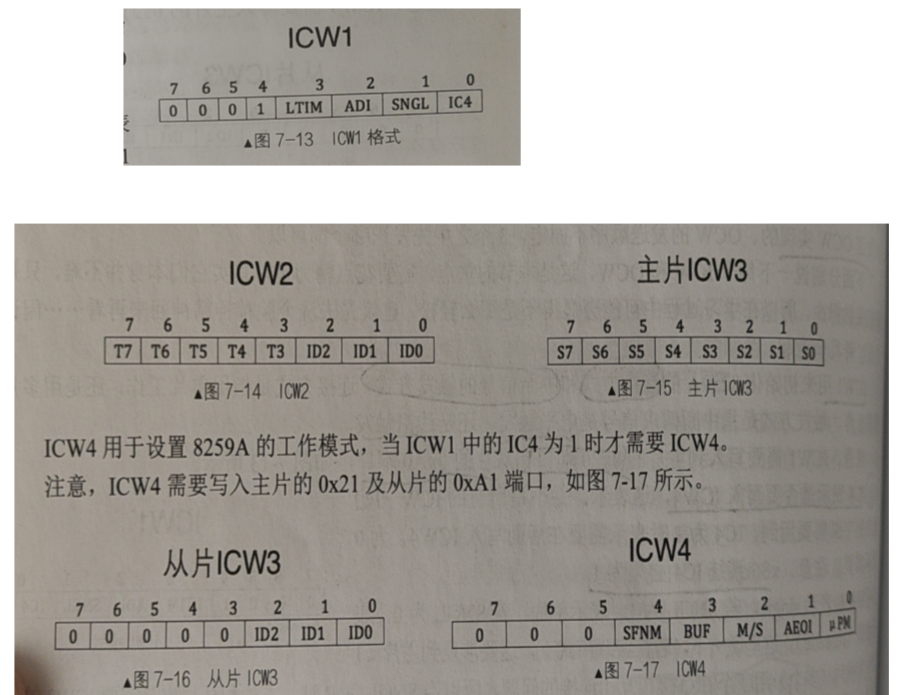 ICW1
7 6 5 4 3 2 1 0
0 0 0 1 LTIM ADI SNGL IC4
▲图 7-13 ICW1 格式
ICW2
7 6 5 4 3 2 1 0
T7 T6 T5 T4 T3 ID2 ID1 ID0
▲图 7-14 ICW2
主片ICW3
7 6 5 4 3 2 1 0
S7 S6 S5 S4 S3 S2 S1 S0
▲图 7-15 主片 ICW3
ICW4 用于设置 8259A 的工作模式，当 ICW1 中的 IC4 为 1 时才需要 ICW4。
注意，ICW4 需要写入主片的 0x21 及从片的 0xA1 端口，如图 7-17 所示。
从片ICW3
7 6 5 4 3 2 1 0
0 0 0 0 0 ID2 ID1 ID0
▲图 7-16 从片 ICW3
ICW4
7 6 5 4 3 2 1 0
0 0 0 SFNM BUF M/S AEOI μPM
▲图 7-17 ICW4